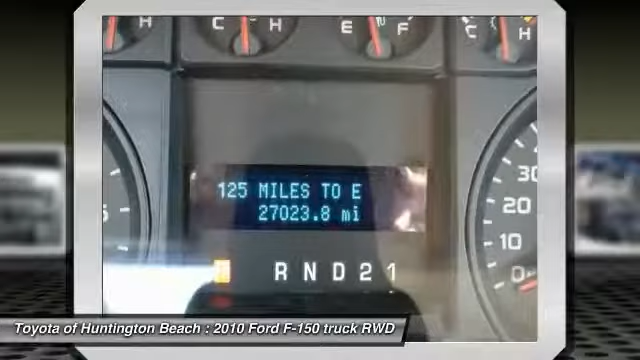 H
C H
E F
C H
125 MILES TO E
27023.8 mi
R N D 2 1
5
30
20
10
0
Toyota of Huntington Beach : 2010 Ford F-150 truck RWD